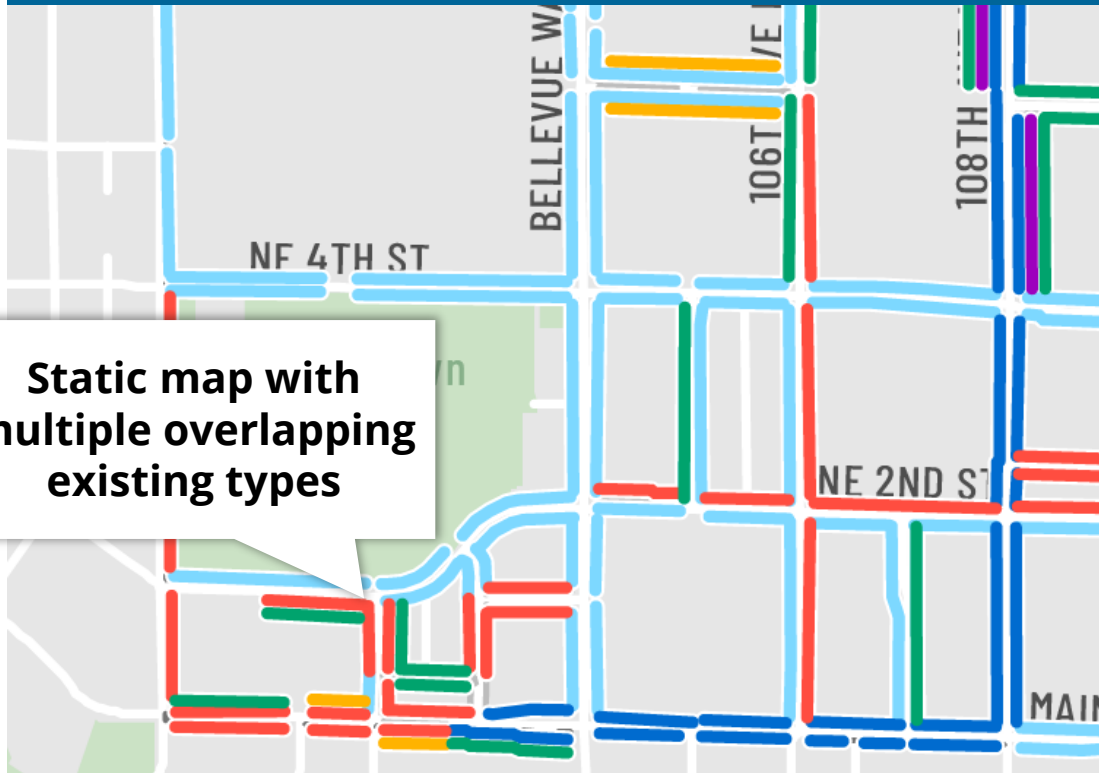 BELLEVUE
106T
108TH
NE 4TH ST
Static map with
multiple overlapping
existing types
NE 2ND ST
MAIN